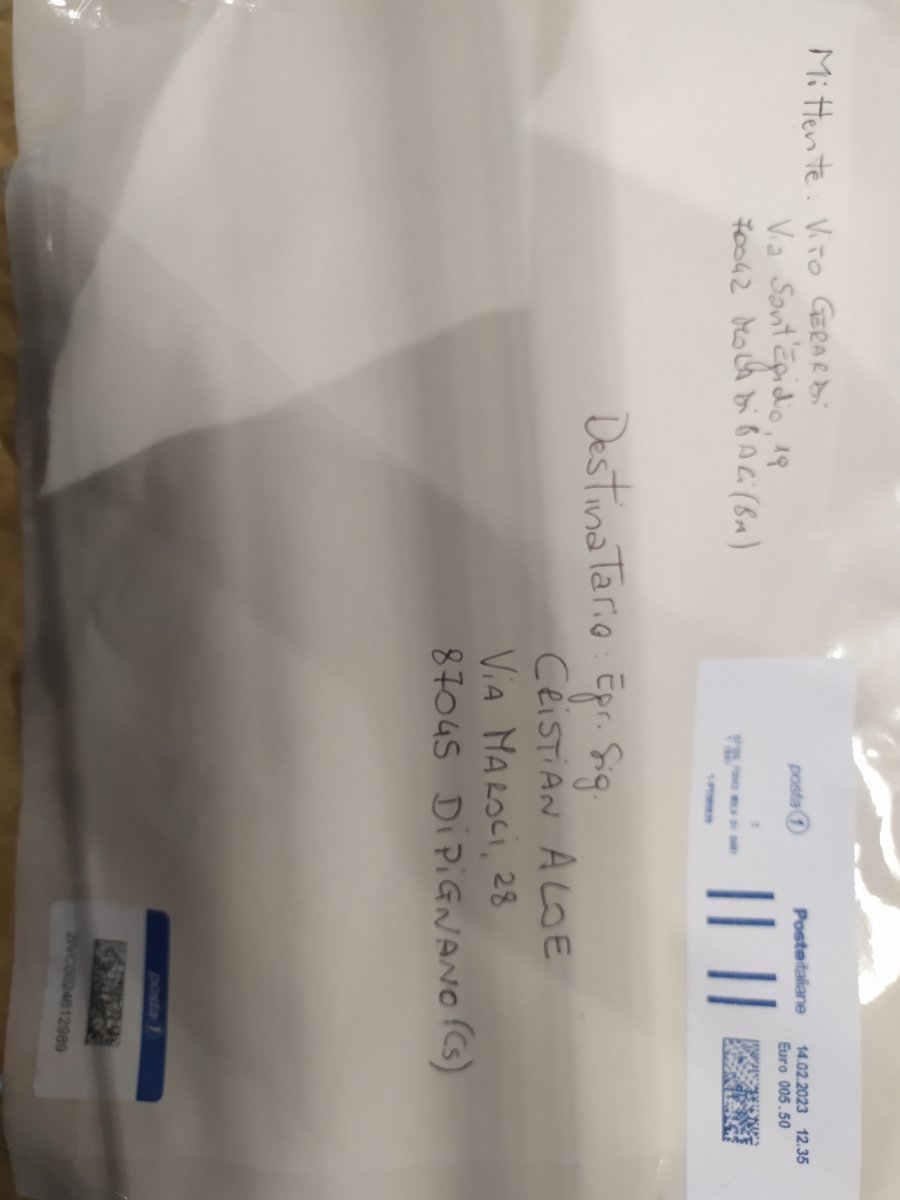 Mittente: Vito GERARDi
Via Sant'Egidio, 19
70042 MOLA Di BARi (BA)
posta 1
Posteitaliane
14.02.2023 12.35
Euro 005.50
Destinatario: Egr. Sig.
CRISTiAN ALOE
ViA MAROCi, 28
87045 DiPiGNANO (CS)
posta 1